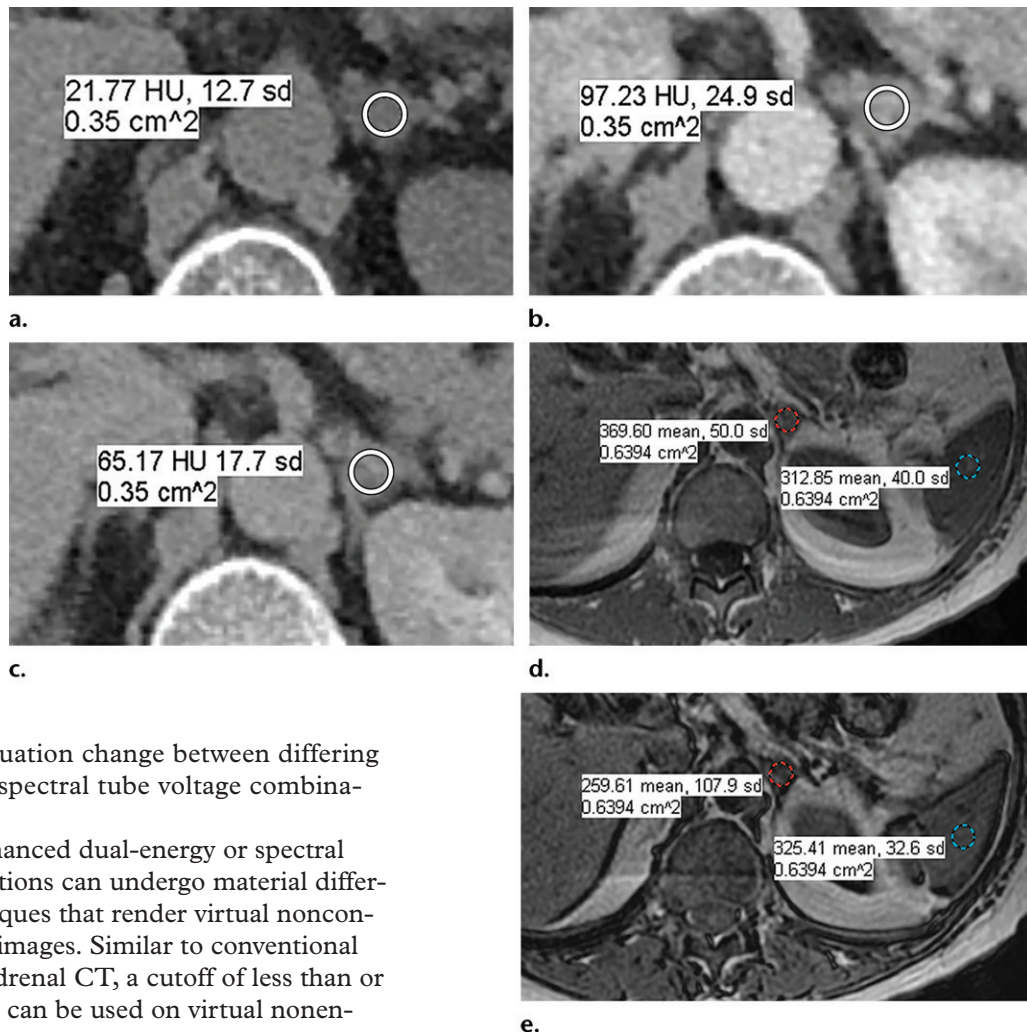 21.77 HU, 12.7 sd
0.35 cm^2
97.23 HU, 24.9 sd
0.35 cm^2
a.
b.
65.17 HU 17.7 sd
0.35 cm^2
369.60 mean, 50.0 sd
0.6394 cm^2
312.85 mean, 40.0 sd
0.6394 cm^2
c.
d.
uation change between differing
spectral tube voltage combina-
hanced dual-energy or spectral
tions can undergo material differ-
iques that render virtual noncon-
images. Similar to conventional
drenal CT, a cutoff of less than or
can be used on virtual nonen-
259.61 mean, 107.9 sd
0.6394 cm^2
325.41 mean, 32.6 sd
0.6394 cm^2
e.